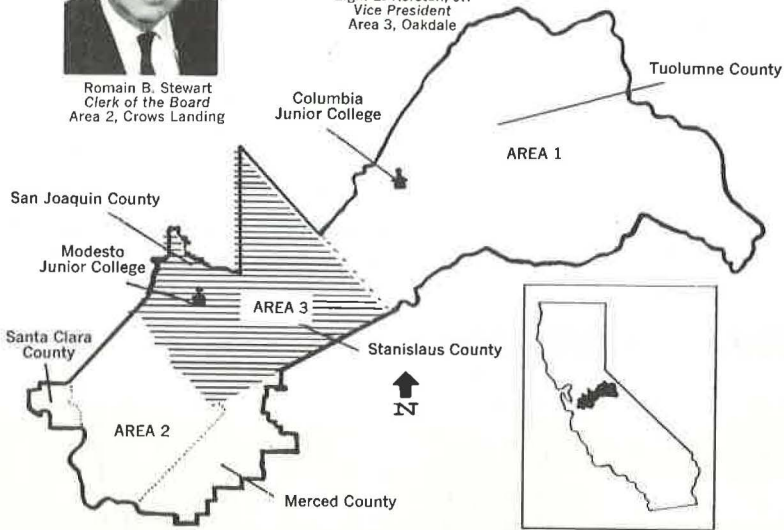 Vice President
Area 3, Oakdale
Romain B. Stewart
Clerk of the Board
Area 2, Crows Landing
Columbia
Junior College
Tuolumne County
AREA 1
San Joaquin County
Modesto
Junior College
AREA 3
Santa Clara
County
Stanislaus County
N
AREA 2
Merced County